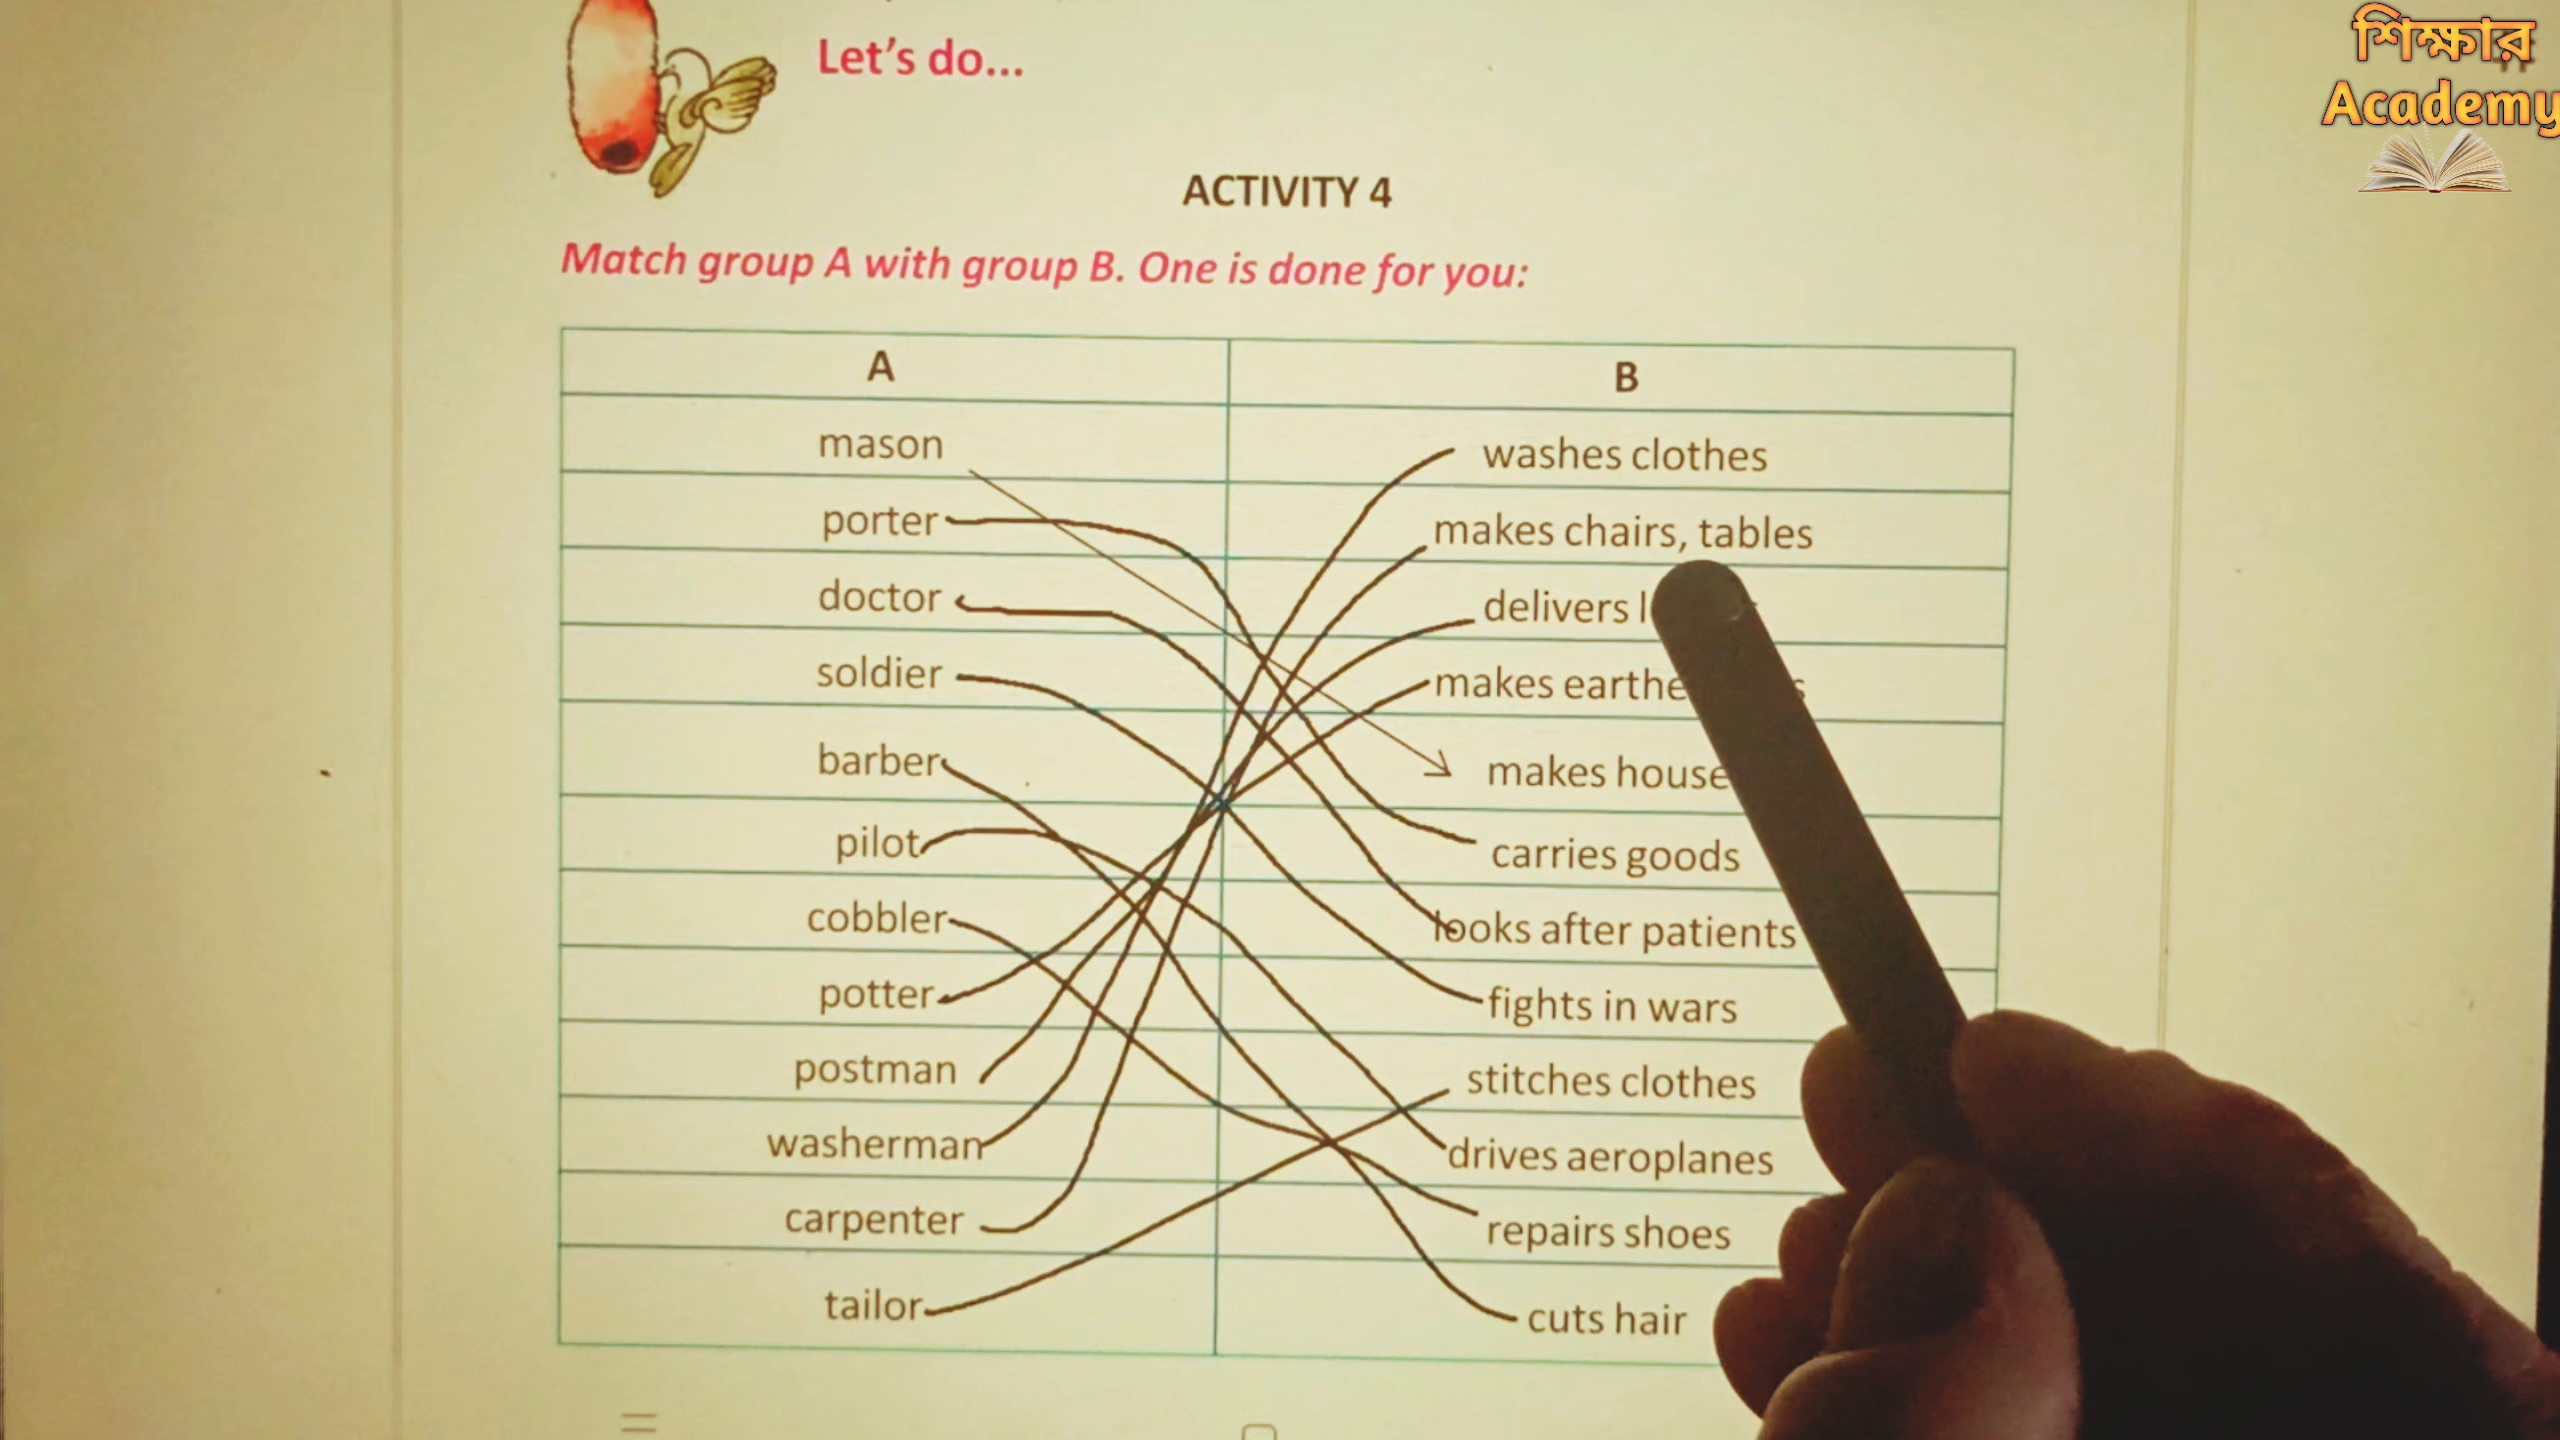 শিক্ষার
Academy
Let's do...
ACTIVITY 4
Match group A with group B. One is done for you:
A B
mason washes clothes
porter makes chairs, tables
doctor delivers
soldier makes
barber makes
pilot carries goods
cobbler looks after patients
potter fights in wars
postman stitches clothes
washerman drives aeroplanes
carpenter repairs shoes
tailor cuts hair